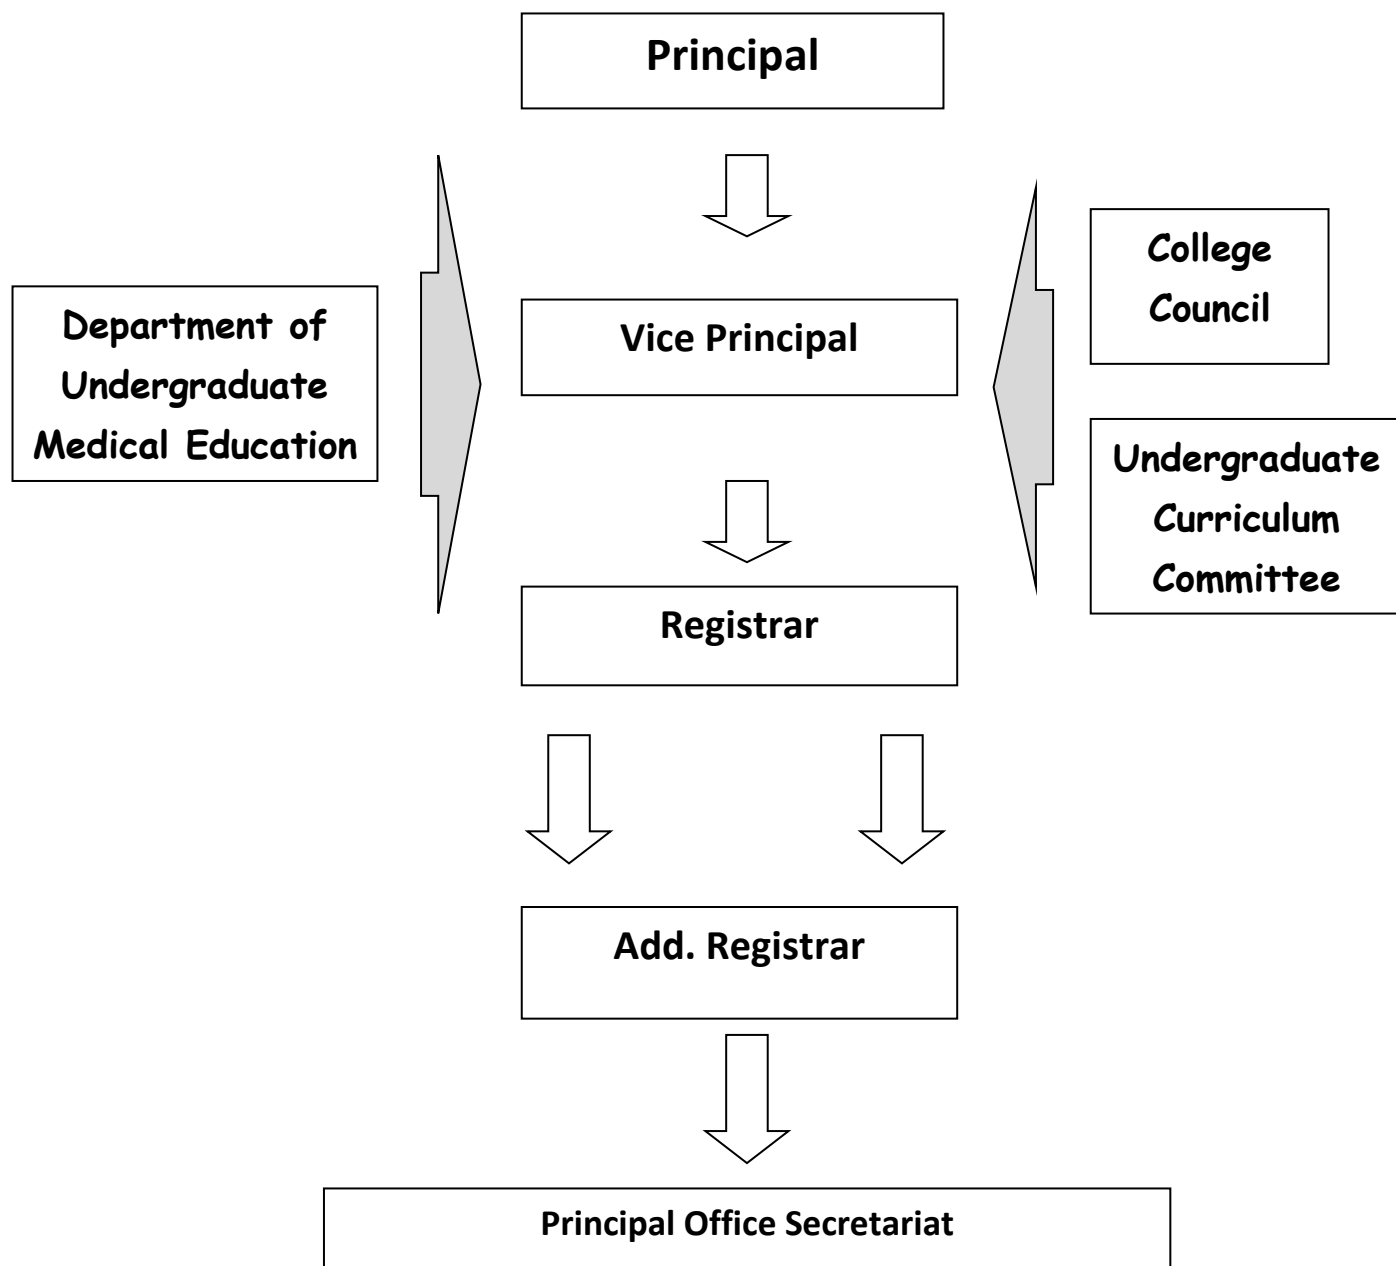 Principal
College
Council
Department of
Undergraduate
Medical Education
Vice Principal
Undergraduate
Curriculum
Committee
Registrar
Add. Registrar
Principal Office Secretariat